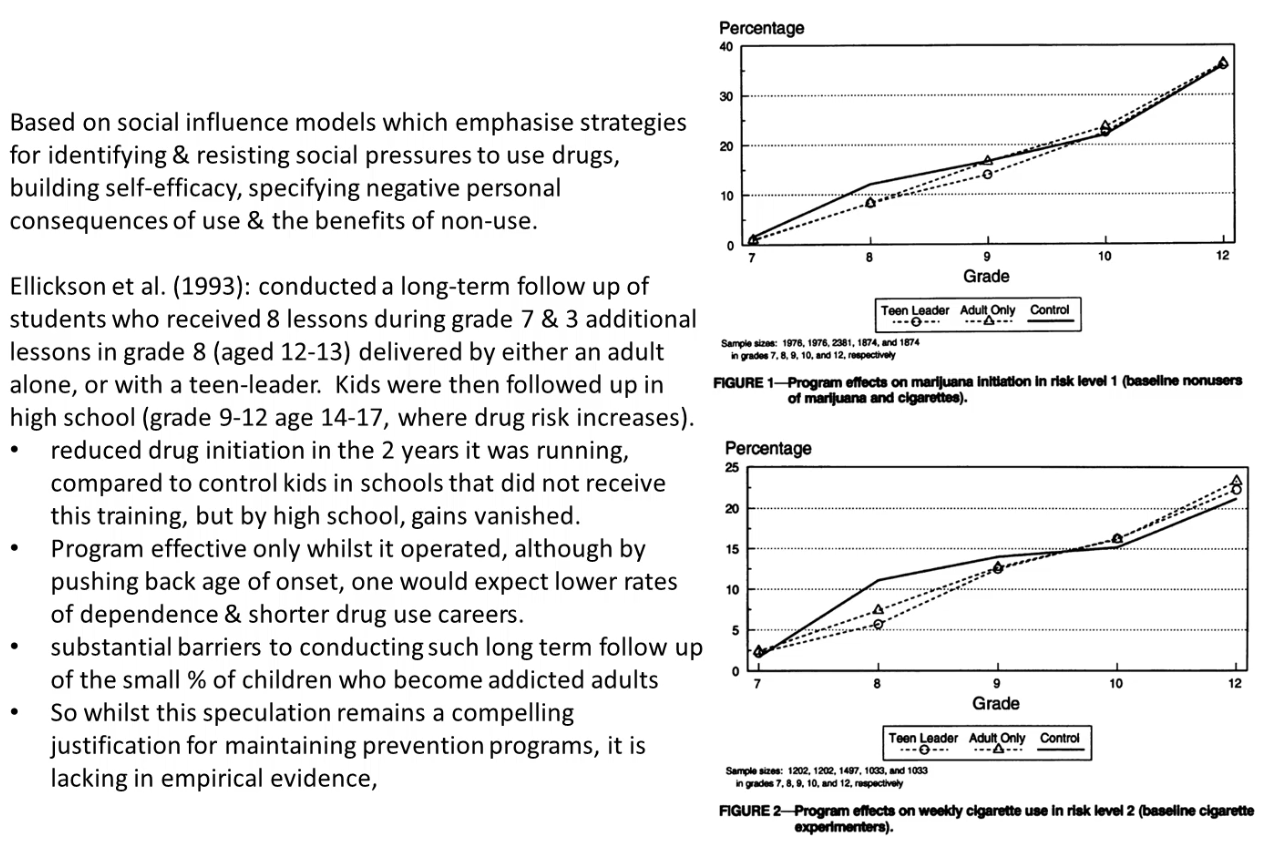 Based on social influence models which emphasise strategies
for identifying & resisting social pressures to use drugs,
building self-efficacy, specifying negative personal
consequences of use & the benefits of non-use.
Ellickson et al. (1993): conducted a long-term follow up of
students who received 8 lessons during grade 7 & 3 additional
lessons in grade 8 (aged 12-13) delivered by either an adult
alone, or with a teen-leader. Kids were then followed up in
high school (grade 9-12 age 14-17, where drug risk increases).
• reduced drug initiation in the 2 years it was running,
compared to control kids in schools that did not receive
this training, but by high school, gains vanished.
• Program effective only whilst it operated, although by
pushing back age of onset, one would expect lower rates
of dependence & shorter drug use careers.
• substantial barriers to conducting such long term follow up
of the small % of children who become addicted adults
• So whilst this speculation remains a compelling
justification for maintaining prevention programs, it is
lacking in empirical evidence,
Percentage
40
30
20
10
0
7 8 9 10 12
Grade
Teen Leader Adult Only Control
Sample sizes: 1976, 1976, 2381, 1874, and 1874
in grades 7, 8, 9, 10, and 12, respectively
FIGURE 1—Program effects on marijuana initiation in risk level 1 (baseline nonusers
of marijuana and cigarettes).
Percentage
25
20
15
10
5
0
7 8 9 10 12
Grade
Teen Leader Adult Only Control
Sample sizes: 1202, 1202, 1497, 1033, and 1033
in grades 7, 8, 9, 10, and 12, respectively
FIGURE 2—Program effects on weekly cigarette use in risk level 2 (baseline cigarette
experimenters).